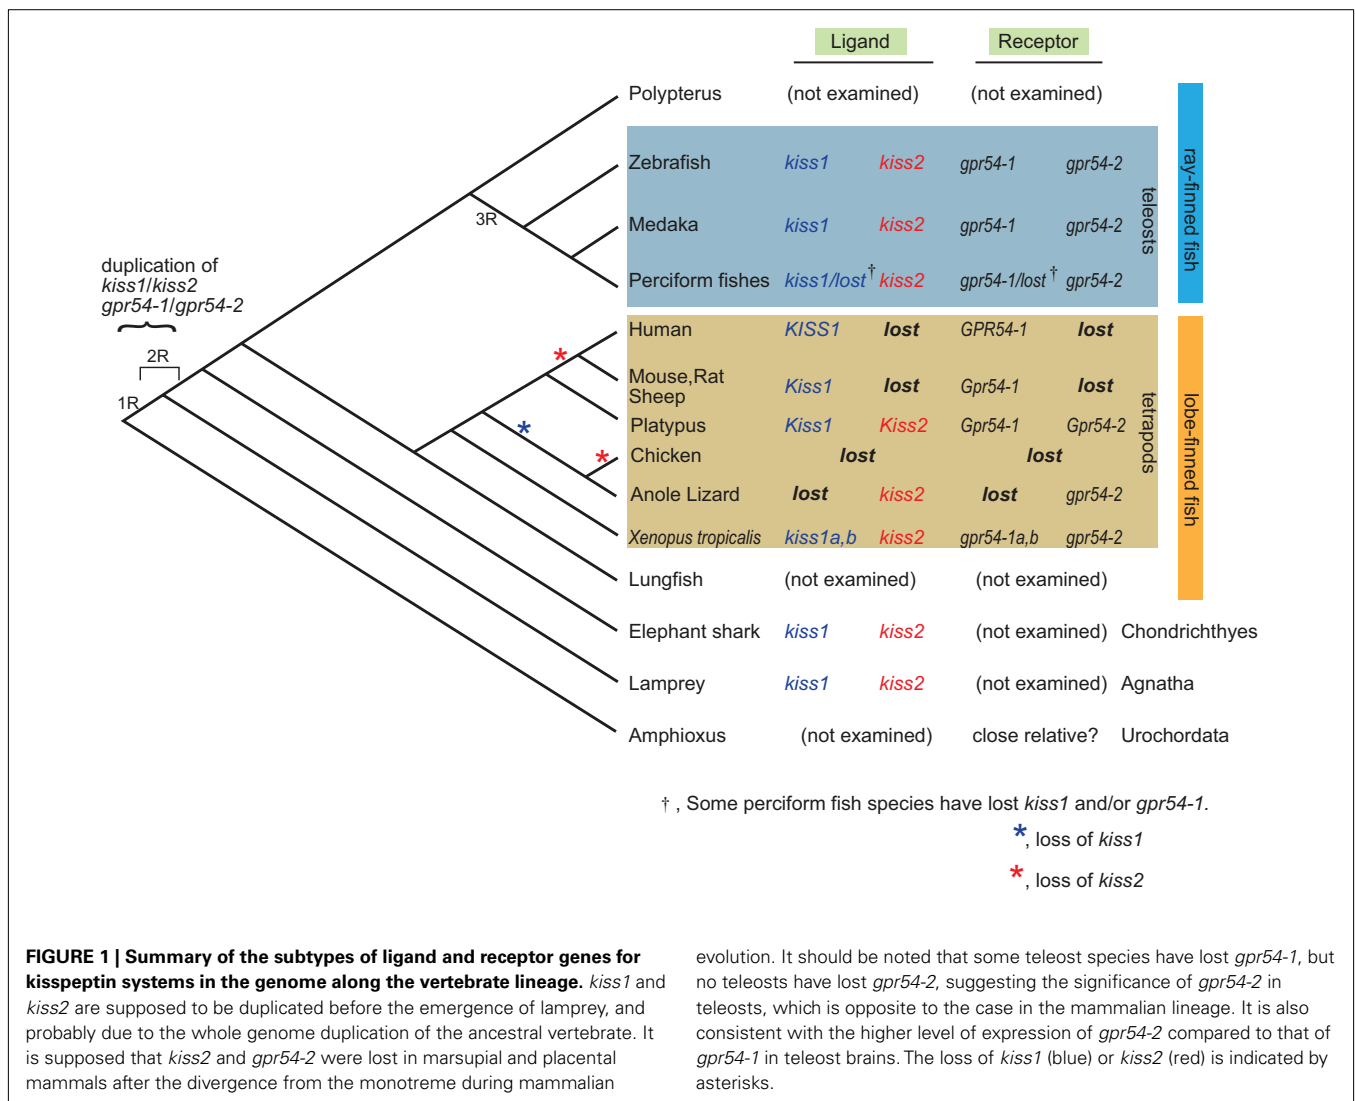 Ligand Receptor
Polypterus (not examined) (not examined)
Zebrafish kiss1 kiss2 gpr54-1 gpr54-2
Medaka kiss1 kiss2 gpr54-1 gpr54-2
Perciform fishes kiss1/lost† kiss2 gpr54-1/lost† gpr54-2
teleosts
ray-finned fish
3R
duplication of
kiss1/kiss2
gpr54-1/gpr54-2
2R
1R
Human KISS1 lost GPR54-1 lost
*
Mouse,Rat
Sheep Kiss1 lost Gpr54-1 lost
Platypus Kiss1 Kiss2 Gpr54-1 Gpr54-2
*
Chicken lost lost
*
Anole Lizard lost kiss2 lost gpr54-2
Xenopus tropicalis kiss1a,b kiss2 gpr54-1a,b gpr54-2
tetrapods
Lungfish (not examined) (not examined)
lobe-finned fish
Elephant shark kiss1 kiss2 (not examined) Chondrichthyes
Lamprey kiss1 kiss2 (not examined) Agnatha
Amphioxus (not examined) close relative? Urochordata
† , Some perciform fish species have lost kiss1 and/or gpr54-1.
*, loss of kiss1
*, loss of kiss2
FIGURE 1 | Summary of the subtypes of ligand and receptor genes for
kisspeptin systems in the genome along the vertebrate lineage. kiss1 and
kiss2 are supposed to be duplicated before the emergence of lamprey, and
probably due to the whole genome duplication of the ancestral vertebrate. It
is supposed that kiss2 and gpr54-2 were lost in marsupial and placental
mammals after the divergence from the monotreme during mammalian
evolution. It should be noted that some teleost species have lost gpr54-1, but
no teleosts have lost gpr54-2, suggesting the significance of gpr54-2 in
teleosts, which is opposite to the case in the mammalian lineage. It is also
consistent with the higher level of expression of gpr54-2 compared to that of
gpr54-1 in teleost brains. The loss of kiss1 (blue) or kiss2 (red) is indicated by
asterisks.